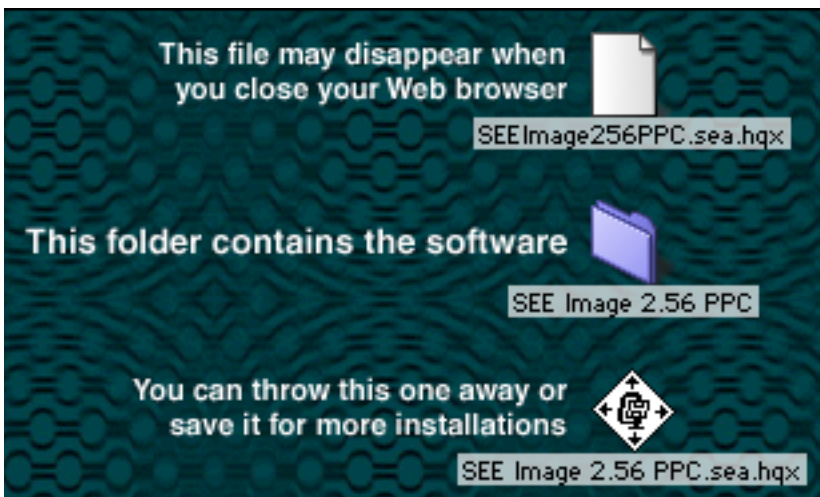 This file may disappear when
you close your Web browser
SEEImage256PPC.sea.hqx
This folder contains the software
SEE Image 2.56 PPC
You can throw this one away or
save it for more installations
SEE Image 2.56 PPC.sea.hqx